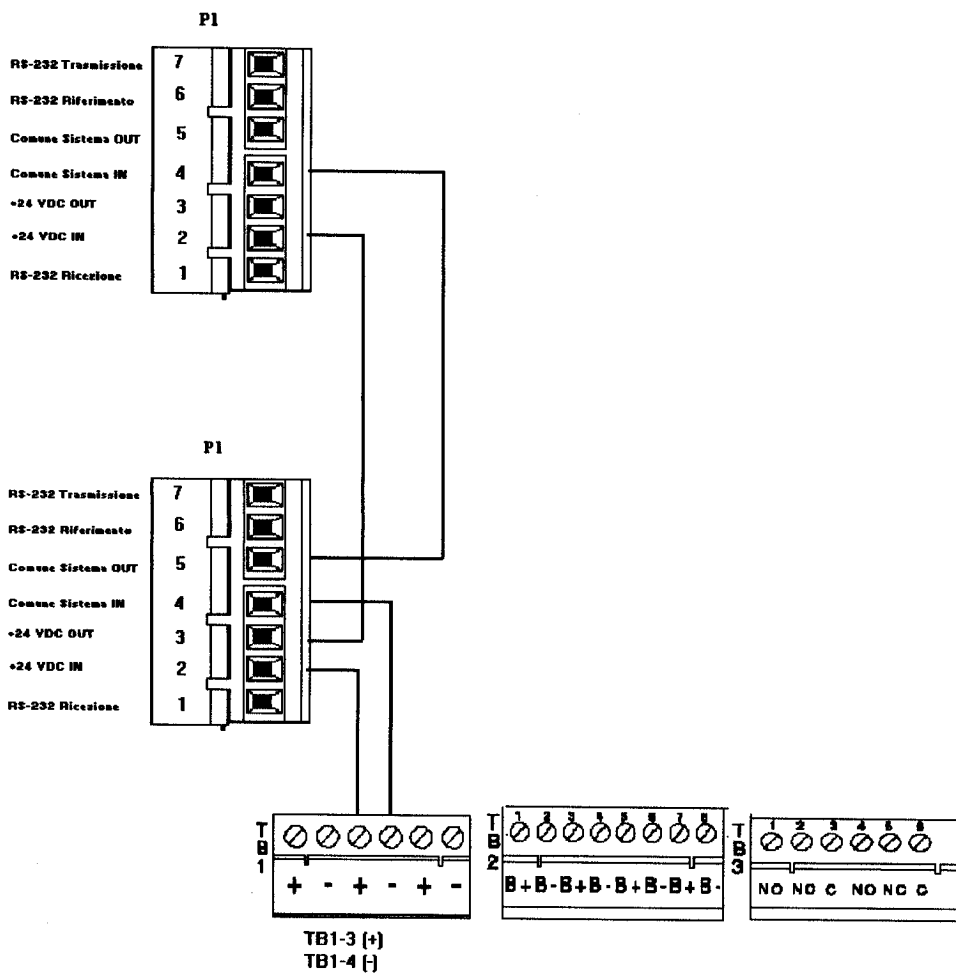 P1
RS-232 Trasmissione 7
RS-232 Riferimento 6
Comune Sistema OUT 5
Comune Sistema IN 4
+24 VDC OUT 3
+24 VDC IN 2
RS-232 Ricezione 1
P1
RS-232 Trasmissione 7
RS-232 Riferimento 6
Comune Sistema OUT 5
Comune Sistema IN 4
+24 VDC OUT 3
+24 VDC IN 2
RS-232 Ricezione 1
TB1
+ - + - + -
TB1-3 (+)
TB1-4 (-)
TB2
1 2 3 4 5 6 7 8
B+ B- B+ B- B+ B- B+ B-
TB3
1 2 3 4 5 6
NO NC C NO NC C